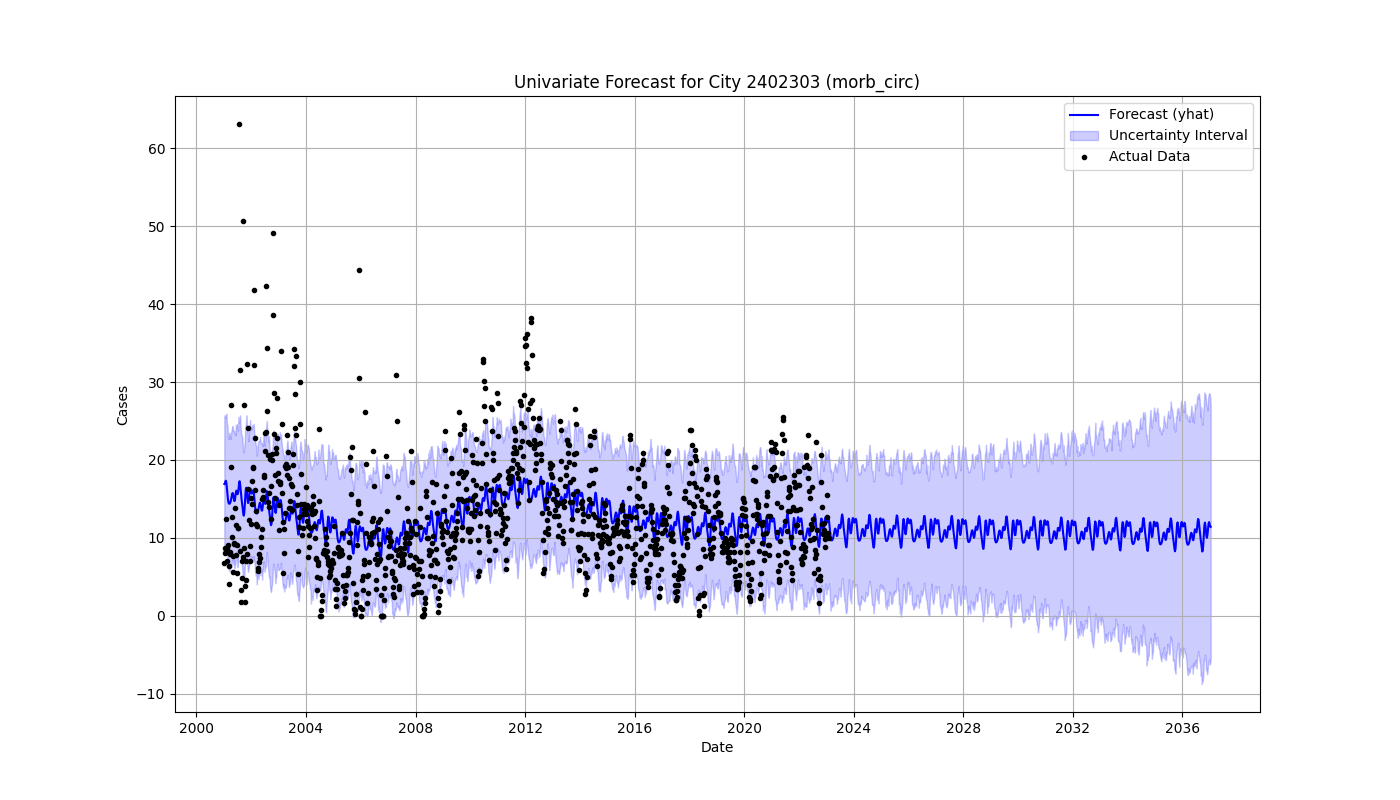 Univariate Forecast for City 2402303 (morb_circ)
Forecast (yhat)
Uncertainty Interval
Actual Data
Cases
60
50
40
30
20
10
0
−10
2000 2004 2008 2012 2016 2020 2024 2028 2032 2036
Date